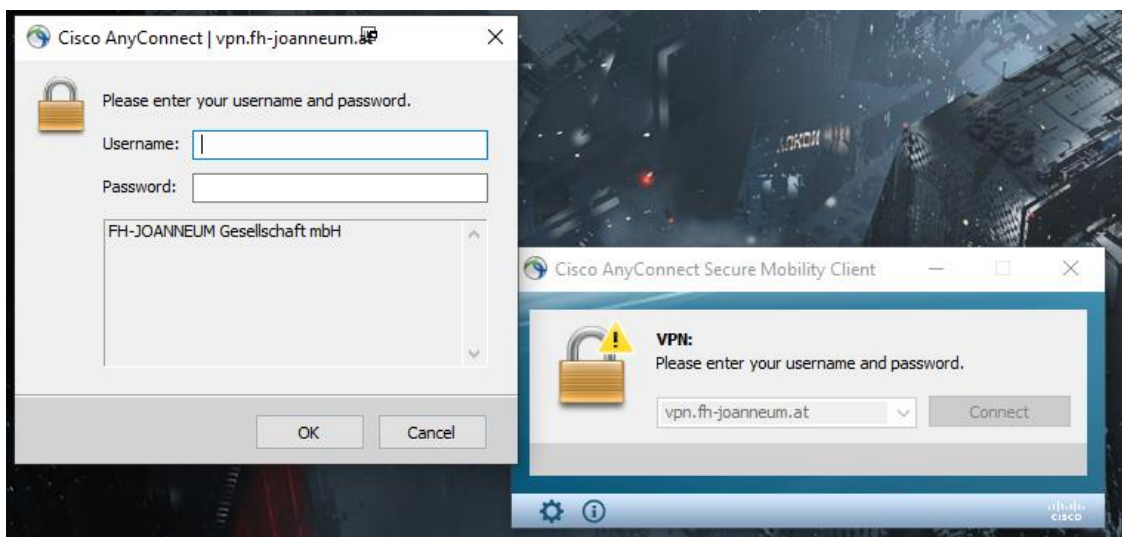 Cisco AnyConnect | vpn.fh-joanneum.at
Please enter your username and password.
Username:
Password:
FH-JOANNEUM Gesellschaft mbH
OK
Cancel
Cisco AnyConnect Secure Mobility Client
VPN:
Please enter your username and password.
vpn.fh-joanneum.at
Connect
CISCO